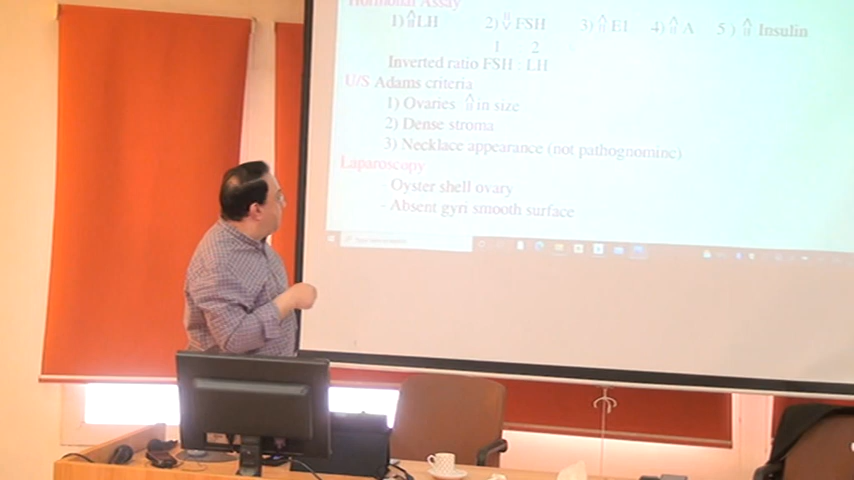 Hormonal Assay
1) ⇑LH 2) ⇓ FSH 3) ⇑ E1 4) ⇑ A 5 ) ⇑ Insulin
1 2
Inverted ratio FSH : LH
U/S Adams criteria
1) Ovaries ⇑ in size
2) Dense stroma
3) Necklace appearance (not pathognominc)
Laparoscopy
- Oyster shell ovary
- Absent gyri smooth surface